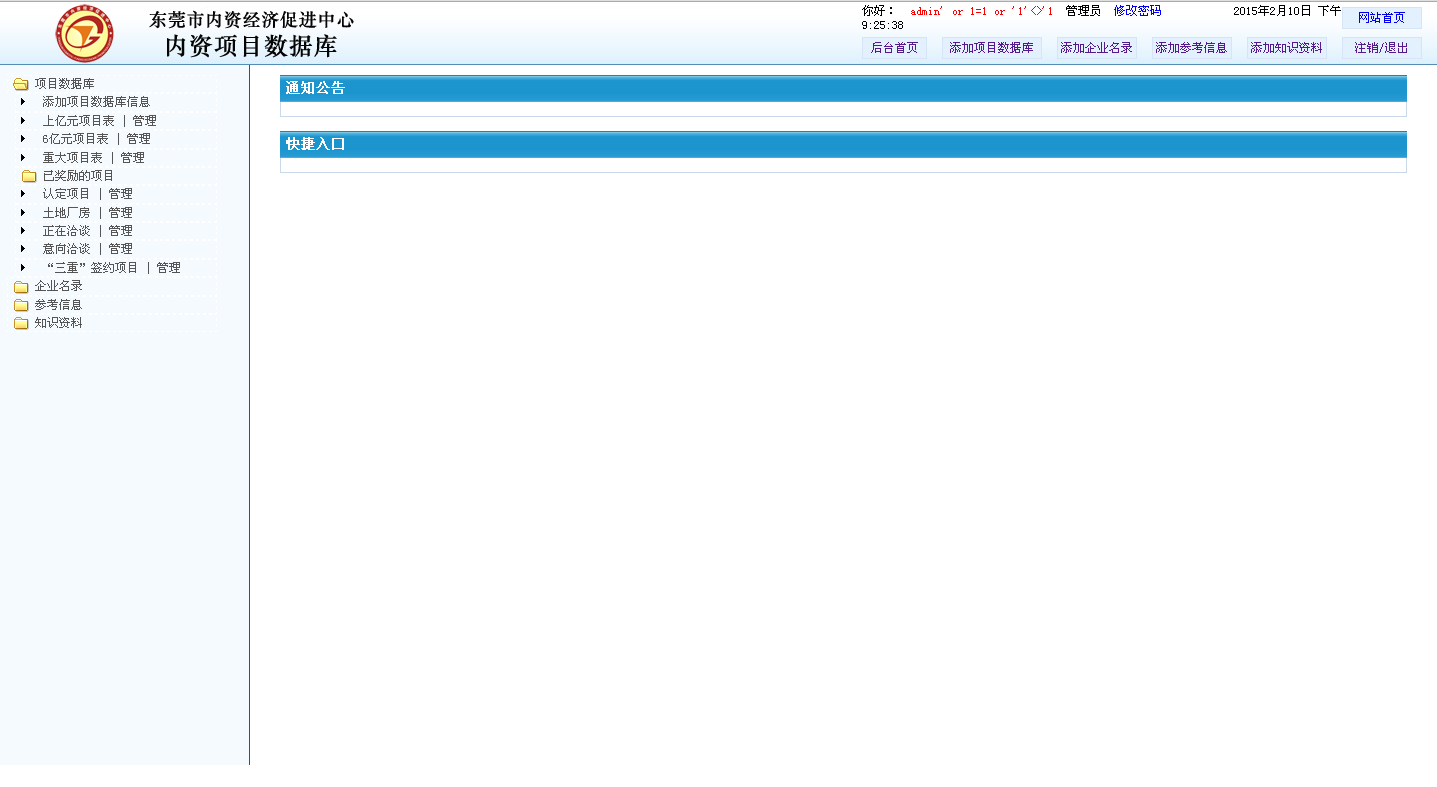 东莞市内资经济促进中心
内资项目数据库
你好： admin' or 1=1 or '1'<>'1 管理员 修改密码 2015年2月10日 下午
9:25:38
网站首页
后台首页 添加项目数据库 添加企业名录 添加参考信息 添加知识资料 注销/退出
项目数据库
添加项目数据库信息
上亿元项目表 | 管理
6亿元项目表 | 管理
重大项目表 | 管理
已奖励的项目
认定项目 | 管理
土地厂房 | 管理
正在洽谈 | 管理
意向洽谈 | 管理
“三重”签约项目 | 管理
企业名录
参考信息
知识资料
通知公告
快捷入口